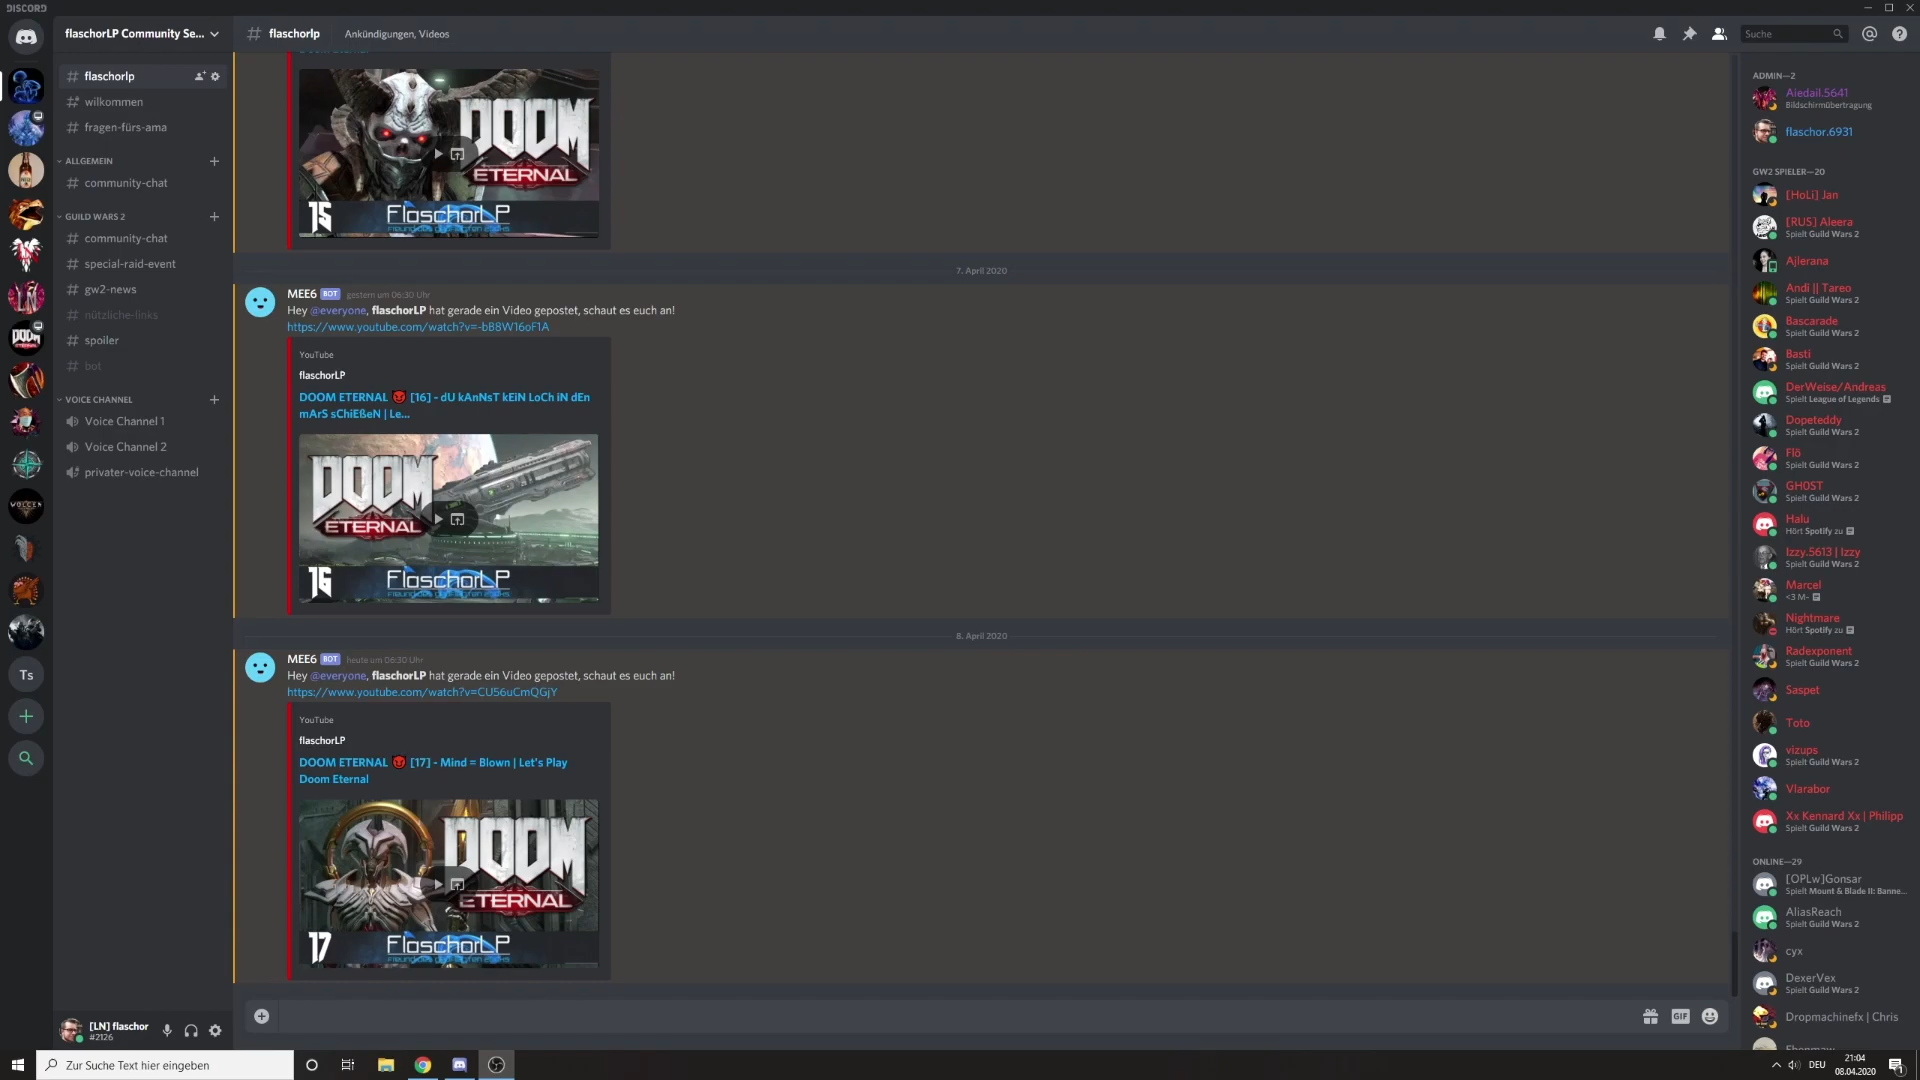 DISCORD
flaschorLP Community Se...
flaschorlp
Ankündigungen, Videos
Suche
flaschorlp
wilkommen
fragen-fürs-ama
ALLGEMEIN
community-chat
GUILD WARS 2
community-chat
special-raid-event
gw2-news
nützliche-links
spoiler
bot
VOICE CHANNEL
Voice Channel 1
Voice Channel 2
privater-voice-channel
DOOM
VOLCEN
Ts
[LN] flaschor
#2126
DOOM
ETERNAL
15
FlaschorLP
7. April 2020
MEE6 BOT gestern um 06:30 Uhr
Hey @everyone, flaschorLP hat gerade ein Video gepostet, schaut es euch an!
https://www.youtube.com/watch?v=-bB8W16oF1A
YouTube
flaschorLP
DOOM ETERNAL 👿 [16] - dU kAnNsT kEiN LoCh iN dEn
mArS sChiEßeN | Le...
DOOM
ETERNAL
16
FlaschorLP
8. April 2020
MEE6 BOT heute um 06:30 Uhr
Hey @everyone, flaschorLP hat gerade ein Video gepostet, schaut es euch an!
https://www.youtube.com/watch?v=CU56uCmQGjY
YouTube
flaschorLP
DOOM ETERNAL 👿 [17] - Mind = Blown | Let's Play
Doom Eternal
DOOM
ETERNAL
17
FlaschorLP
GIF
ADMIN—2
Aiedail.5641
Bildschirmübertragung
flaschor.6931
GW2 SPIELER—20
[HoLi] Jan
[RUS] Aleera
Spielt Guild Wars 2
Ajlerana
Andi || Tareo
Spielt Guild Wars 2
Bascarade
Spielt Guild Wars 2
Basti
Spielt Guild Wars 2
DerWeise/Andreas
Spielt League of Legends
Dopeteddy
Spielt Guild Wars 2
Flô
Spielt Guild Wars 2
GHOST
Spielt Guild Wars 2
Halu
Hört Spotify zu
Izzy.5613 | Izzy
Spielt Guild Wars 2
Marcel
<3 M~
Nightmare
Hört Spotify zu
Radexponent
Spielt Guild Wars 2
Saspet
Toto
vizups
Spielt Guild Wars 2
Vlarabor
Xx Kennard Xx | Philipp
Spielt Guild Wars 2
ONLINE—29
[OPLw]Gonsar
Spielt Mount & Blade II: Banne...
AliasReach
Spielt Guild Wars 2
cyx
DexerVex
Spielt Guild Wars 2
Dropmachinefx | Chris
Zur Suche Text hier eingeben
DEU
21:04
08.04.2020